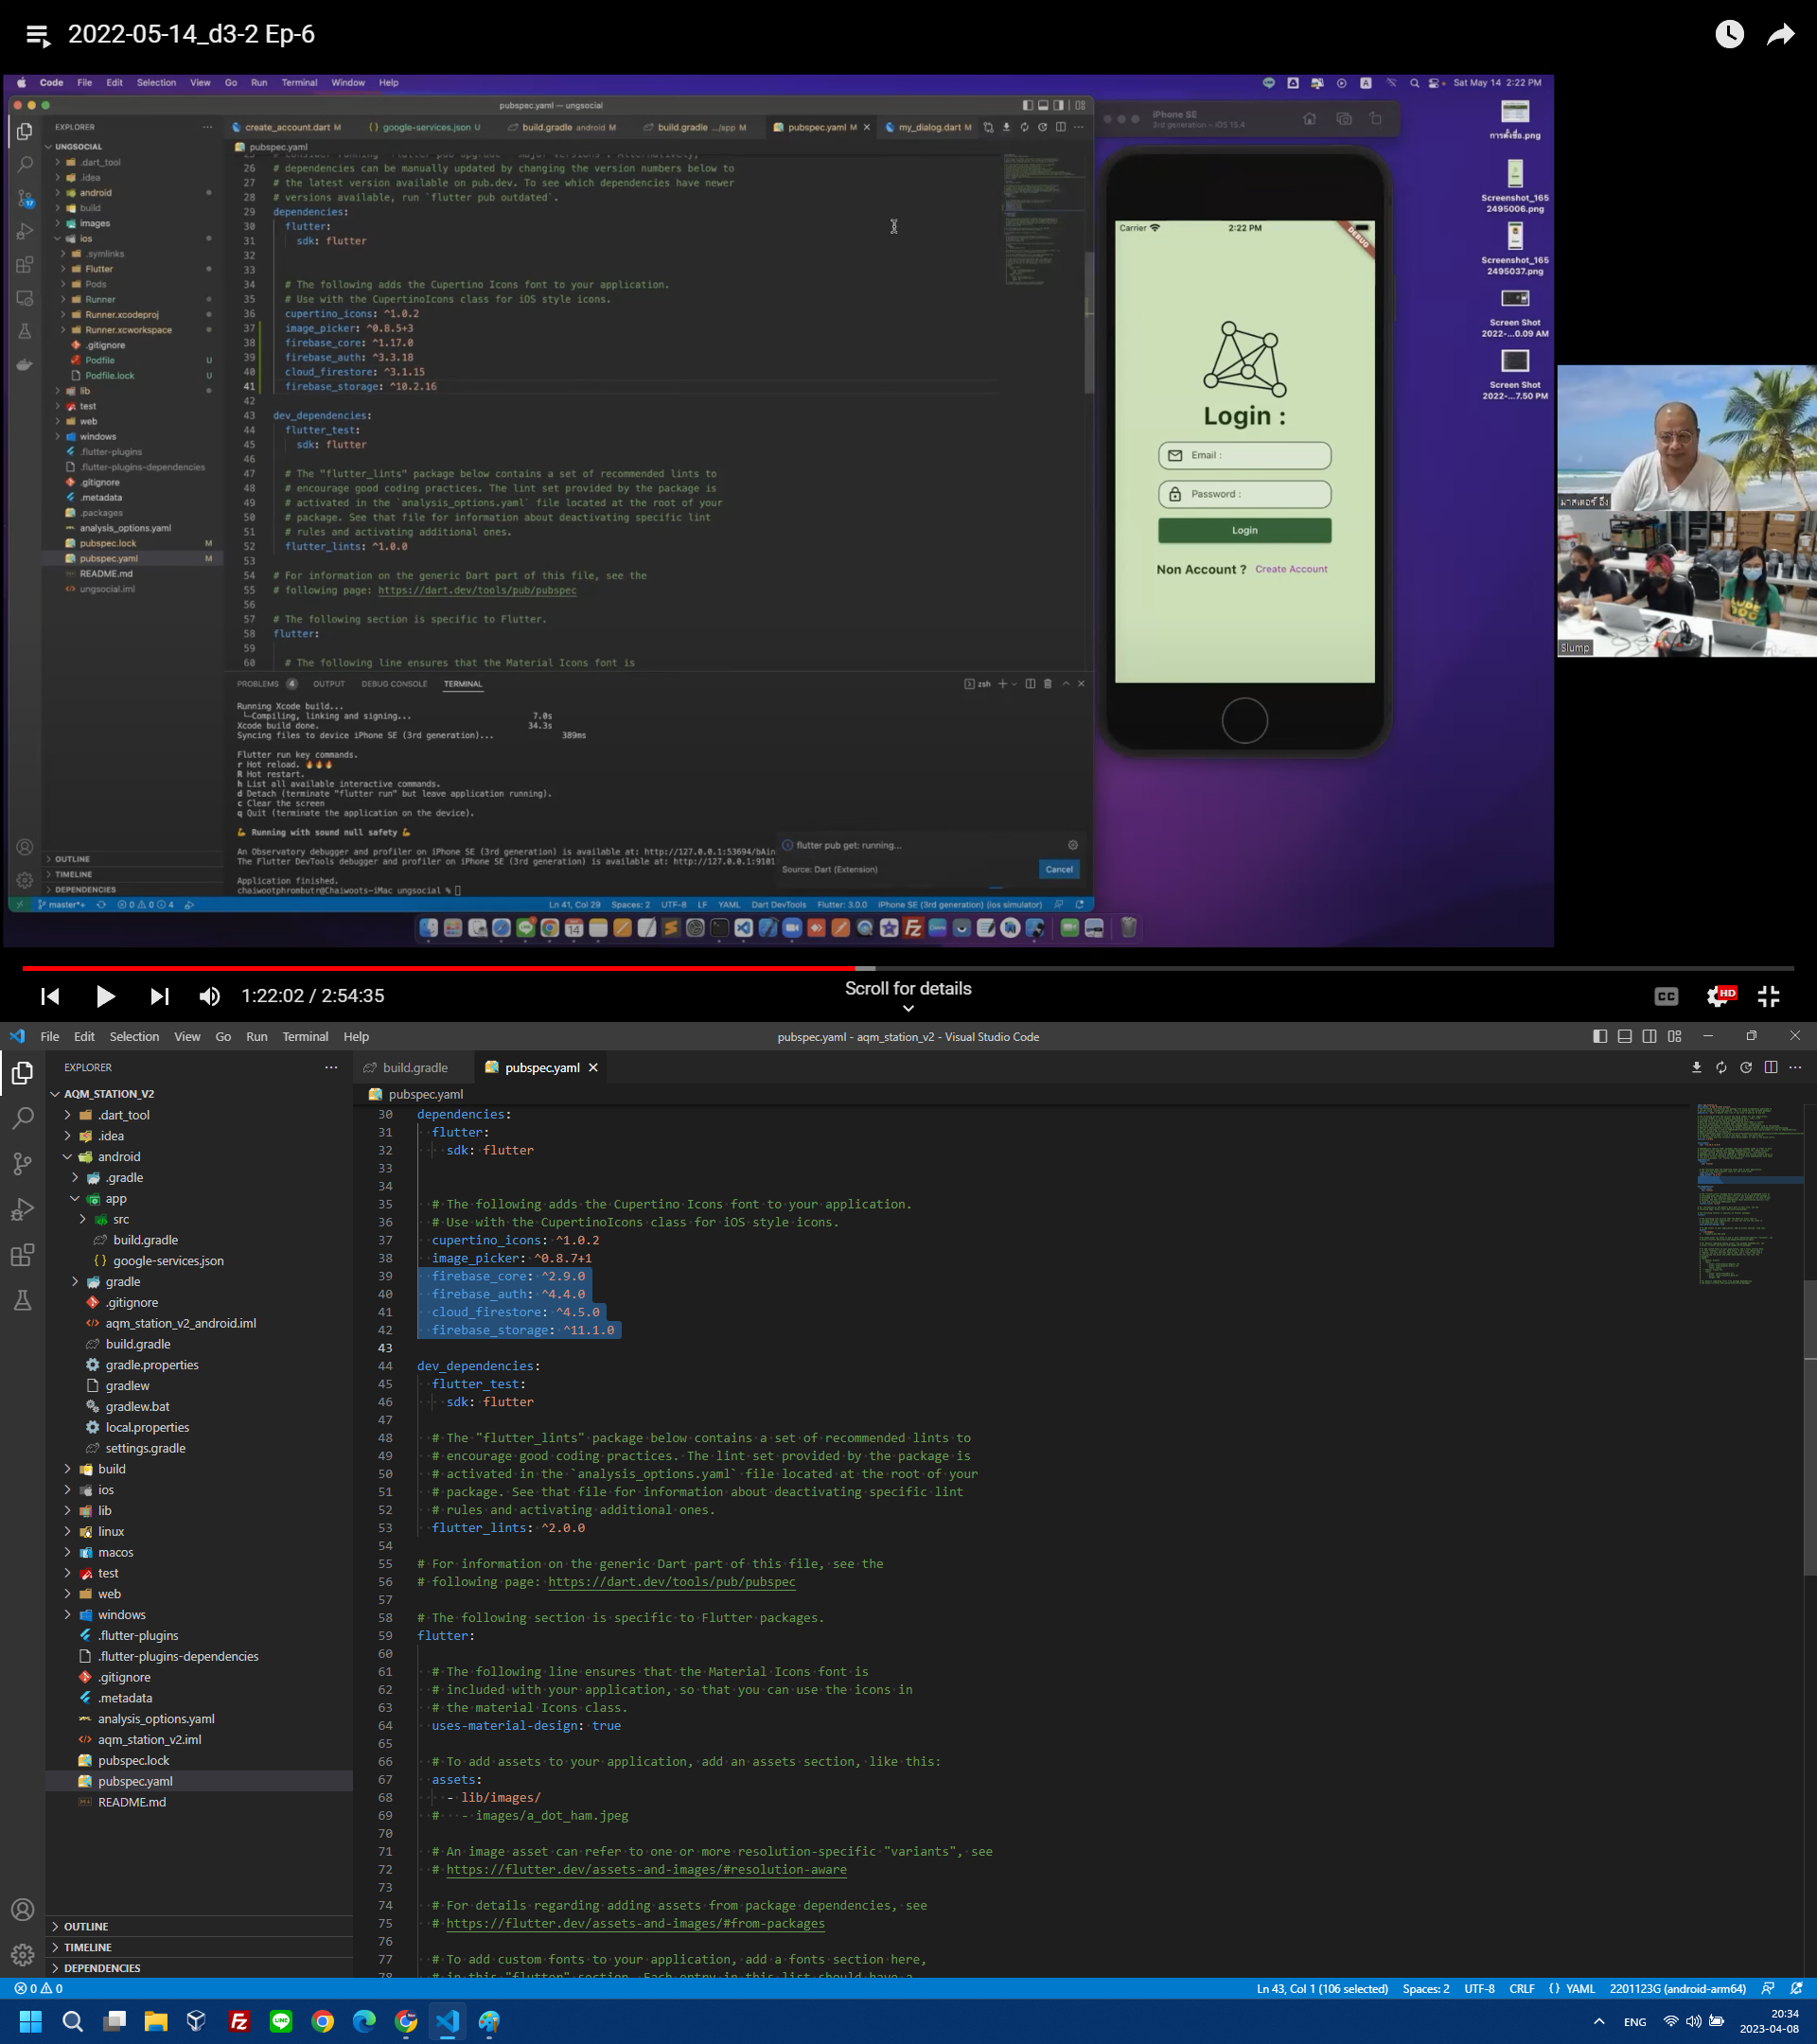 2022-05-14_d3-2 Ep-6
Code File Edit Selection View Go Run Terminal Window Help
Sat May 14 2:22 PM
pubspec.yaml — ungsocial
EXPLORER
create_account.dart M
google-services.json U
build.gradle android M
build.gradle .../app M
pubspec.yaml M
my_dialog.dart M
UNGSOCIAL
.dart_tool
.idea
android
build
images
ios
.symlinks
Flutter
Pods
Runner
Runner.xcodeproj
Runner.xcworkspace
.gitignore
Podfile U
Podfile.lock U
lib
test
web
windows
.flutter-plugins
.flutter-plugins-dependencies
.gitignore
.metadata
.packages
analysis_options.yaml
pubspec.lock M
pubspec.yaml M
README.md
ungsocial.iml
OUTLINE
TIMELINE
DEPENDENCIES
pubspec.yaml
26 # dependencies can be manually updated by changing the version numbers below to
27 # the latest version available on pub.dev. To see which dependencies have newer
28 # versions available, run `flutter pub outdated`.
29 dependencies:
30 flutter:
31 sdk: flutter
32
33
34 # The following adds the Cupertino Icons font to your application.
35 # Use with the CupertinoIcons class for iOS style icons.
36 cupertino_icons: ^1.0.2
37 image_picker: ^0.8.5+3
38 firebase_core: ^1.17.0
39 firebase_auth: ^3.3.18
40 cloud_firestore: ^3.1.15
41 firebase_storage: ^10.2.16
42
43 dev_dependencies:
44 flutter_test:
45 sdk: flutter
46
47 # The "flutter_lints" package below contains a set of recommended lints to
48 # encourage good coding practices. The lint set provided by the package is
49 # activated in the `analysis_options.yaml` file located at the root of your
50 # package. See that file for information about deactivating specific lint
51 # rules and activating additional ones.
52 flutter_lints: ^1.0.0
53
54 # For information on the generic Dart part of this file, see the
55 # following page: https://dart.dev/tools/pub/pubspec
56
57 # The following section is specific to Flutter.
58 flutter:
59
60 # The following line ensures that the Material Icons font is
PROBLEMS 4 OUTPUT DEBUG CONSOLE TERMINAL
zsh
Running Xcode build...
└─Compiling, linking and signing... 7.0s
Xcode build done. 34.3s
Syncing files to device iPhone SE (3rd generation)... 389ms
Flutter run key commands.
r Hot reload. 🔥🔥🔥
R Hot restart.
h List all available interactive commands.
d Detach (terminate "flutter run" but leave application running).
c Clear the screen
q Quit (terminate the application on the device).
💪 Running with sound null safety 💪
An Observatory debugger and profiler on iPhone SE (3rd generation) is available at: http://127.0.0.1:53694/bAin
The Flutter DevTools debugger and profiler on iPhone SE (3rd generation) is available at: http://127.0.0.1:9101
Application finished.
chaiwootphrombutr@Chaiwoots-iMac ungsocial %
flutter pub get: running...
Source: Dart (Extension)
Cancel
master*+ 0 0 4
Ln 41, Col 29 Spaces: 2 UTF-8 LF YAML Dart DevTools Flutter: 3.0.0 iPhone SE (3rd generation) (ios simulator)
iPhone SE
3rd generation – iOS 15.4
Carrier 2:22 PM
DEBUG
Login :
Email :
Password :
Login
Non Account ? Create Account
การตั้งชื่อ.png
Screenshot_165
2495006.png
Screenshot_165
2495037.png
Screen Shot
2022-...0.09 AM
Screen Shot
2022-...7.50 PM
มาสเตอร์ อึ่ง
Slump
1:22:02 / 2:54:35
Scroll for details
CC
HD
File Edit Selection View Go Run Terminal Help
pubspec.yaml - aqm_station_v2 - Visual Studio Code
EXPLORER
build.gradle
pubspec.yaml
AQM_STATION_V2
.dart_tool
.idea
android
.gradle
app
src
build.gradle
google-services.json
gradle
.gitignore
aqm_station_v2_android.iml
build.gradle
gradle.properties
gradlew
gradlew.bat
local.properties
settings.gradle
build
ios
lib
linux
macos
test
web
windows
.flutter-plugins
.flutter-plugins-dependencies
.gitignore
.metadata
analysis_options.yaml
aqm_station_v2.iml
pubspec.lock
pubspec.yaml
README.md
OUTLINE
TIMELINE
DEPENDENCIES
pubspec.yaml
30 dependencies:
31 flutter:
32 sdk: flutter
33
34
35 # The following adds the Cupertino Icons font to your application.
36 # Use with the CupertinoIcons class for iOS style icons.
37 cupertino_icons: ^1.0.2
38 image_picker: ^0.8.7+1
39 firebase_core: ^2.9.0
40 firebase_auth: ^4.4.0
41 cloud_firestore: ^4.5.0
42 firebase_storage: ^11.1.0
43
44 dev_dependencies:
45 flutter_test:
46 sdk: flutter
47
48 # The "flutter_lints" package below contains a set of recommended lints to
49 # encourage good coding practices. The lint set provided by the package is
50 # activated in the `analysis_options.yaml` file located at the root of your
51 # package. See that file for information about deactivating specific lint
52 # rules and activating additional ones.
53 flutter_lints: ^2.0.0
54
55 # For information on the generic Dart part of this file, see the
56 # following page: https://dart.dev/tools/pub/pubspec
57
58 # The following section is specific to Flutter packages.
59 flutter:
60
61 # The following line ensures that the Material Icons font is
62 # included with your application, so that you can use the icons in
63 # the material Icons class.
64 uses-material-design: true
65
66 # To add assets to your application, add an assets section, like this:
67 assets:
68 - lib/images/
69 # - images/a_dot_ham.jpeg
70
71 # An image asset can refer to one or more resolution-specific "variants", see
72 # https://flutter.dev/assets-and-images/#resolution-aware
73
74 # For details regarding adding assets from package dependencies, see
75 # https://flutter.dev/assets-and-images/#from-packages
76
77 # To add custom fonts to your application, add a fonts section here,
0 0
Ln 43, Col 1 (106 selected) Spaces: 2 UTF-8 CRLF {} YAML 2201123G (android-arm64)
ENG
20:34
2023-04-08